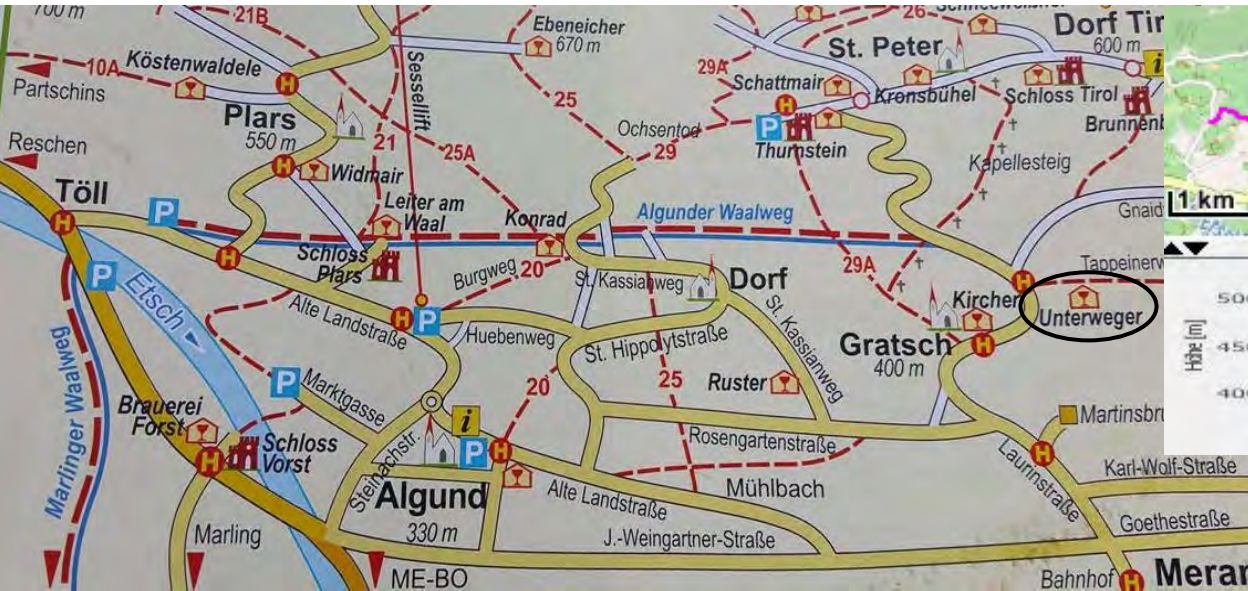 700 m
21B
Ebeneicher
670 m
26
Dorf Tir
600 m
i
St. Peter
Köstenwaldele
10A
Partschins
H
Sessellift
29A
Schattmair
Kronsbühel
Schloss Tirol
Plars
550 m
25
H
P
Thurnstein
Brunnenb
21
25A
Ochsentod
29
Reschen
H
Widmair
Kapellesteig
1 km
Töll
P
Leiter am
Waal
Konrad
Algunder Waalweg
Gnaid
H
H
Schloss
Plars
Burgweg
20
St. Kassianweg
Dorf
29A
Tappeinerw
P
Etsch
H
Kircher
Unterweger
500
Alte Landstraße
H
P
Huebenweg
St. Hippolytstraße
St. Kassianweg
Gratsch
400 m
H
Höhe [m]
450
Marlinger Waalweg
P
Marktgasse
20
25
Ruster
400
Brauerei
Forst
Martinsbru
i
Schloss
Vorst
H
Steinachstr.
P
H
Rosengartenstraße
H
Laurinstraße
Karl-Wolf-Straße
Algund
330 m
Alte Landstraße
Mühlbach
Goethestraße
Marling
J.-Weingartner-Straße
ME-BO
Bahnhof
H
Meran